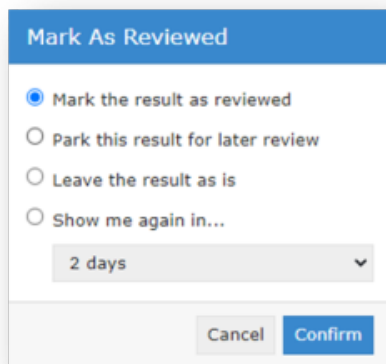 Mark As Reviewed
Mark the result as reviewed
Park this result for later review
Leave the result as is
Show me again in...
2 days
Cancel Confirm